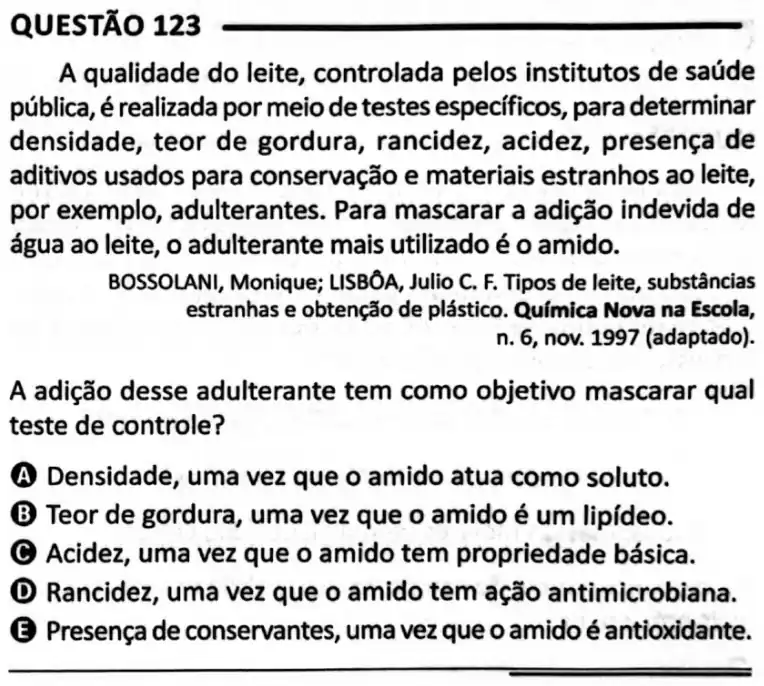 QUESTÃO 123
A qualidade do leite, controlada pelos institutos de saúde
pública, é realizada por meio de testes específicos, para determinar
densidade, teor de gordura, rancidez, acidez, presença de
aditivos usados para conservação e materiais estranhos ao leite,
por exemplo, adulterantes. Para mascarar a adição indevida de
água ao leite, o adulterante mais utilizado é o amido.
BOSSOLANI, Monique; LISBÔA, Julio C. F. Tipos de leite, substâncias
estranhas e obtenção de plástico. Química Nova na Escola,
n. 6, nov. 1997 (adaptado).
A adição desse adulterante tem como objetivo mascarar qual
teste de controle?
A Densidade, uma vez que o amido atua como soluto.
B Teor de gordura, uma vez que o amido é um lipídeo.
C Acidez, uma vez que o amido tem propriedade básica.
D Rancidez, uma vez que o amido tem ação antimicrobiana.
E Presença de conservantes, uma vez que o amido é antioxidante.